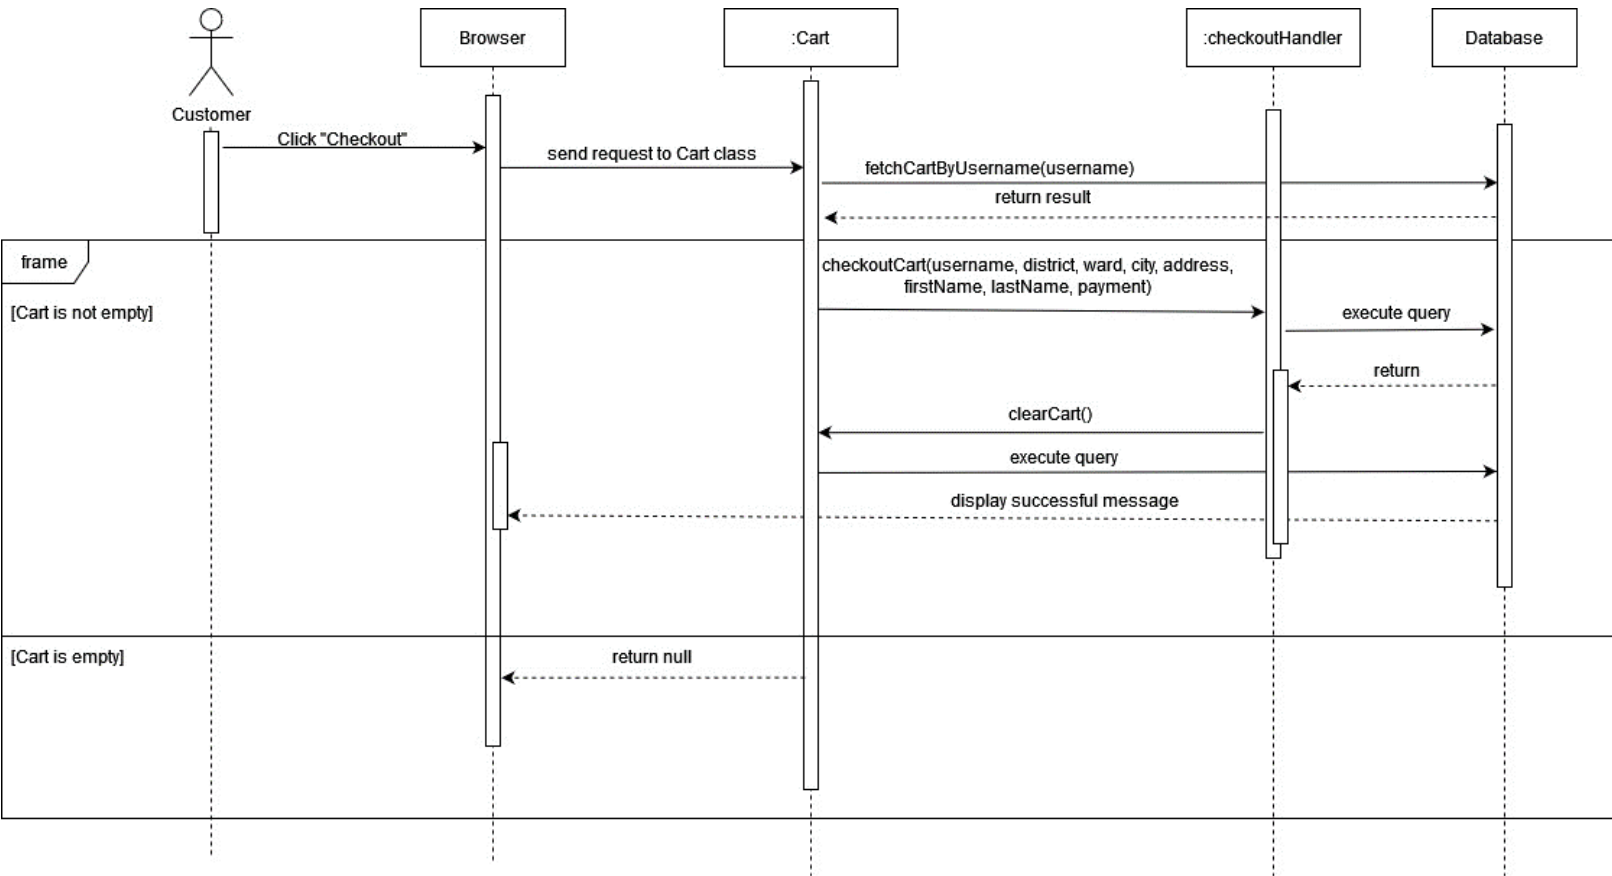 Customer
Browser
:Cart
:checkoutHandler
Database
Click "Checkout"
send request to Cart class
fetchCartByUsername(username)
return result
frame
checkoutCart(username, district, ward, city, address,
firstName, lastName, payment)
[Cart is not empty]
execute query
return
clearCart()
execute query
display successful message
[Cart is empty]
return null